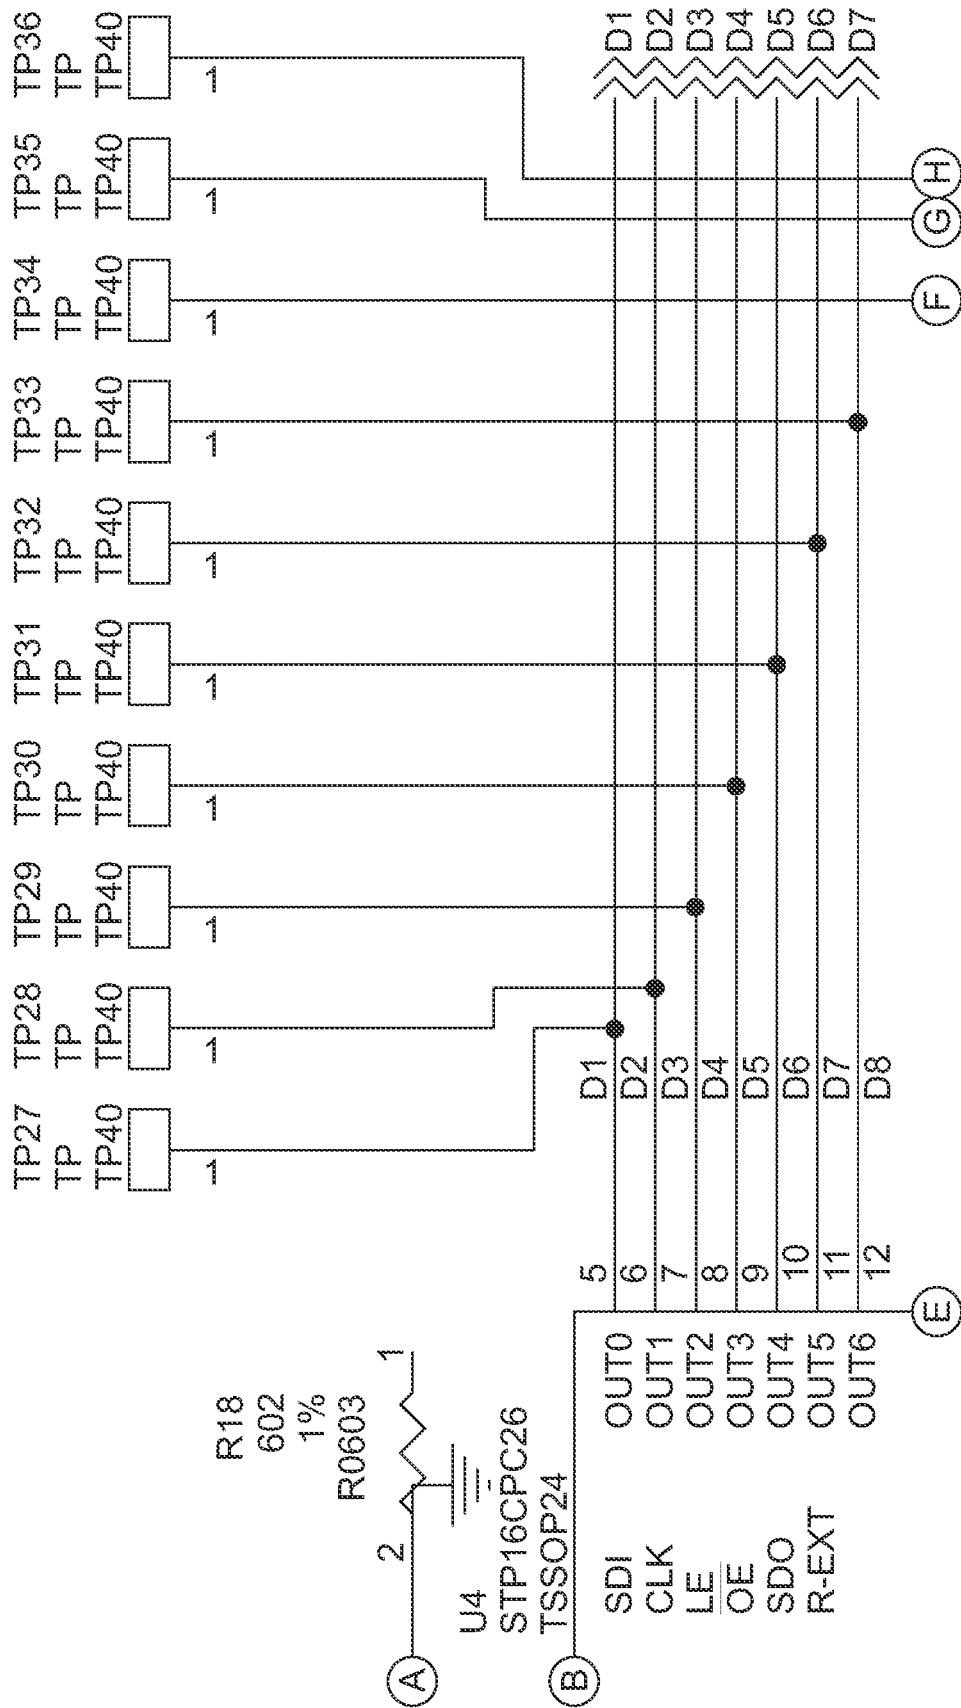 TP27
TP
TP40
1
TP28
TP
TP40
1
TP29
TP
TP40
1
TP30
TP
TP40
1
TP31
TP
TP40
1
TP32
TP
TP40
1
TP33
TP
TP40
1
TP34
TP
TP40
1
TP35
TP
TP40
1
TP36
TP
TP40
1
R18
602
1%
R0603
2
1
A
U4
STP16CPC26
TSSOP24
B
SDI
CLK
LE
OE
SDO
R-EXT
OUT0
OUT1
OUT2
OUT3
OUT4
OUT5
OUT6
5
6
7
8
9
10
11
12
D1
D2
D3
D4
D5
D6
D7
D8
D1
D2
D3
D4
D5
D6
D7
E
F
G
H